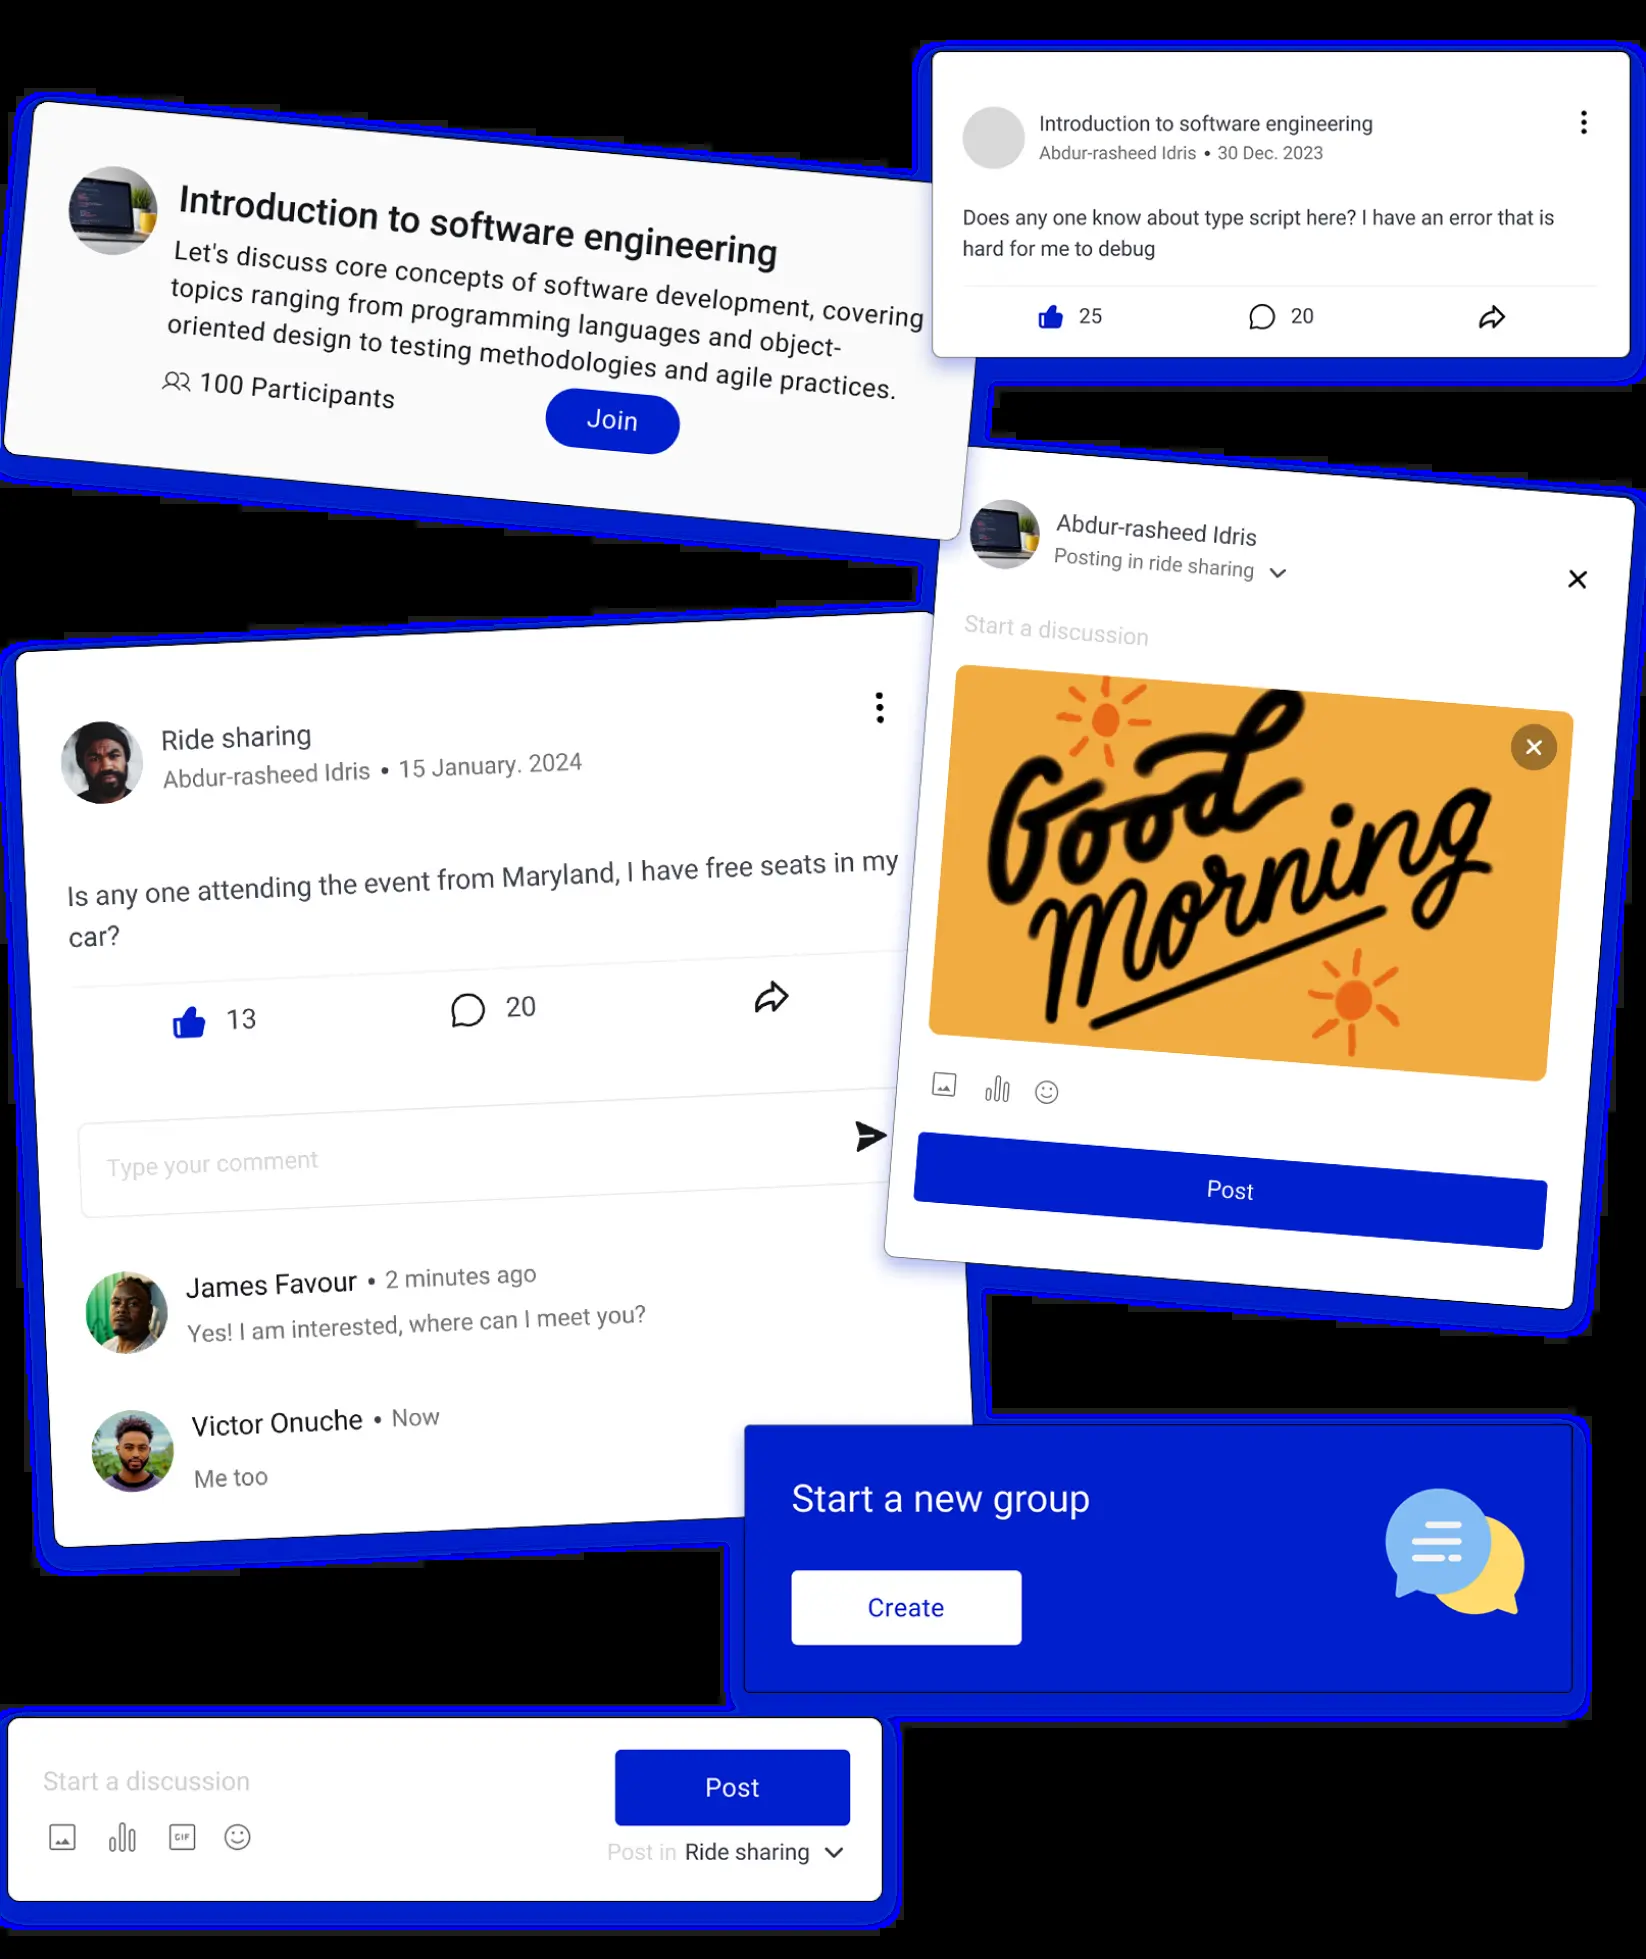 Introduction to software engineering
Let's discuss core concepts of software development, covering
topics ranging from programming languages and object-
oriented design to testing methodologies and agile practices.
100 Participants
Join
Introduction to software engineering
Abdur-rasheed Idris • 30 Dec. 2023
Does any one know about type script here? I have an error that is
hard for me to debug
25
20
Abdur-rasheed Idris
Posting in ride sharing
Start a discussion
Good
Morning
Post
Ride sharing
Abdur-rasheed Idris • 15 January. 2024
Is any one attending the event from Maryland, I have free seats in my
car?
13
20
Type your comment
James Favour • 2 minutes ago
Yes! I am interested, where can I meet you?
Victor Onuche • Now
Me too
Start a new group
Create
Start a discussion
GIF
Post
Post in Ride sharing